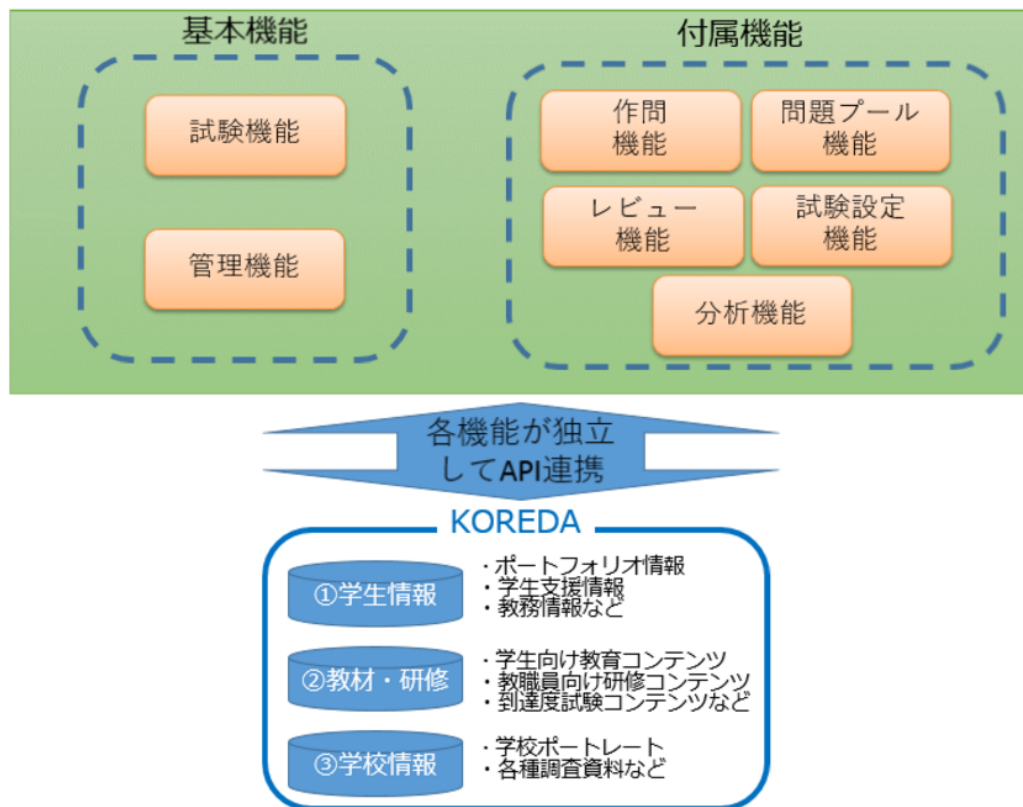 基本機能
試験機能
管理機能
付属機能
作問
機能
問題プール
機能
レビュー
機能
試験設定
機能
分析機能
各機能が独立
してAPI連携
KOREDA
①学生情報
・ポートフォリオ情報
・学生支援情報
・教務情報など
②教材・研修
・学生向け教育コンテンツ
・教職員向け研修コンテンツ
・到達度試験コンテンツなど
③学校情報
・学校ポートレート
・各種調査資料など